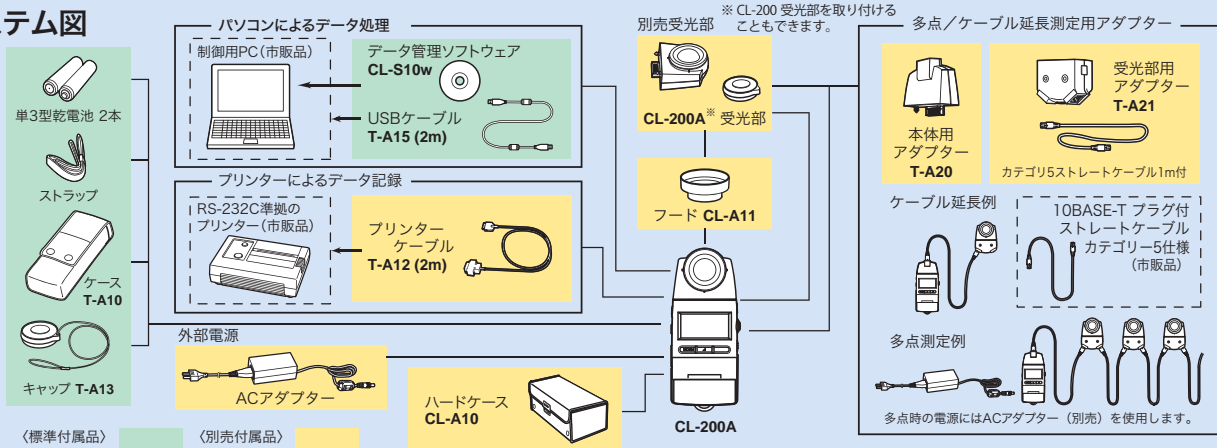 ステム図
単3型乾電池 2本
ストラップ
ケース
T-A10
キャップ T-A13
〈標準付属品〉
〈別売付属品〉
パソコンによるデータ処理
制御用PC(市販品)
データ管理ソフトウェア
CL-S10w
USBケーブル
T-A15 (2m)
プリンターによるデータ記録
RS-232C準拠の
プリンター(市販品)
プリンター
ケーブル
T-A12 (2m)
外部電源
ACアダプター
ハードケース
CL-A10
別売受光部
※ CL-200 受光部を取り付ける
こともできます。
CL-200A※ 受光部
フード CL-A11
CL-200A
多点／ケーブル延長測定用アダプター
本体用
アダプター
T-A20
受光部用
アダプター
T-A21
カテゴリ5ストレートケーブル1m付
ケーブル延長例
10BASE-T プラグ付
ストレートケーブル
カテゴリー5仕様
(市販品)
多点測定例
多点時の電源にはACアダプター（別売）を使用します。